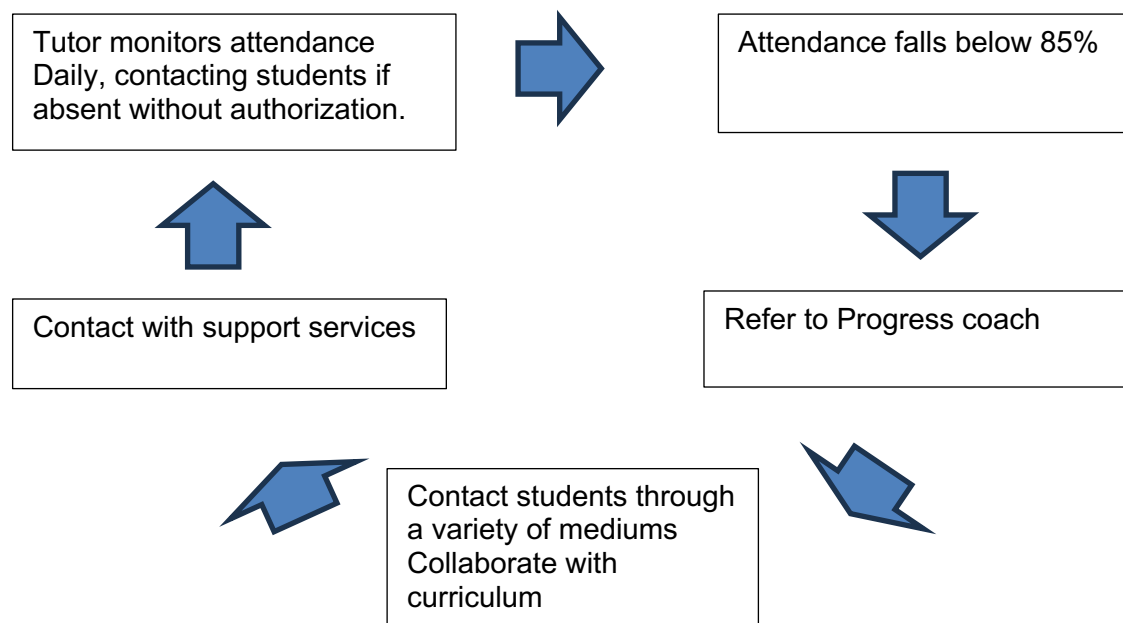 Tutor monitors attendance
Daily, contacting students if
absent without authorization.
Attendance falls below 85%
Refer to Progress coach
Contact students through
a variety of mediums
Collaborate with
curriculum
Contact with support services